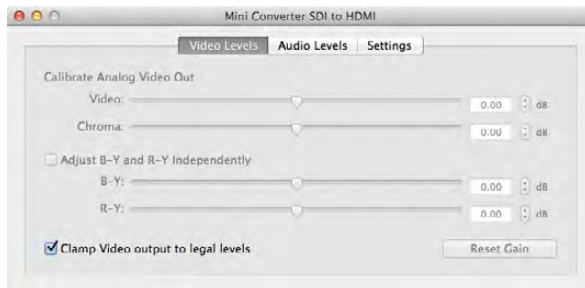 Mini Converter SDI to HDMI
Video Levels Audio Levels Settings
Calibrate Analog Video Out
Video: 0.00 dB
Chroma: 0.00 dB
Adjust B-Y and R-Y Independently
B-Y: 0.00 dB
R-Y: 0.00 dB
Clamp Video output to legal levels Reset Gain